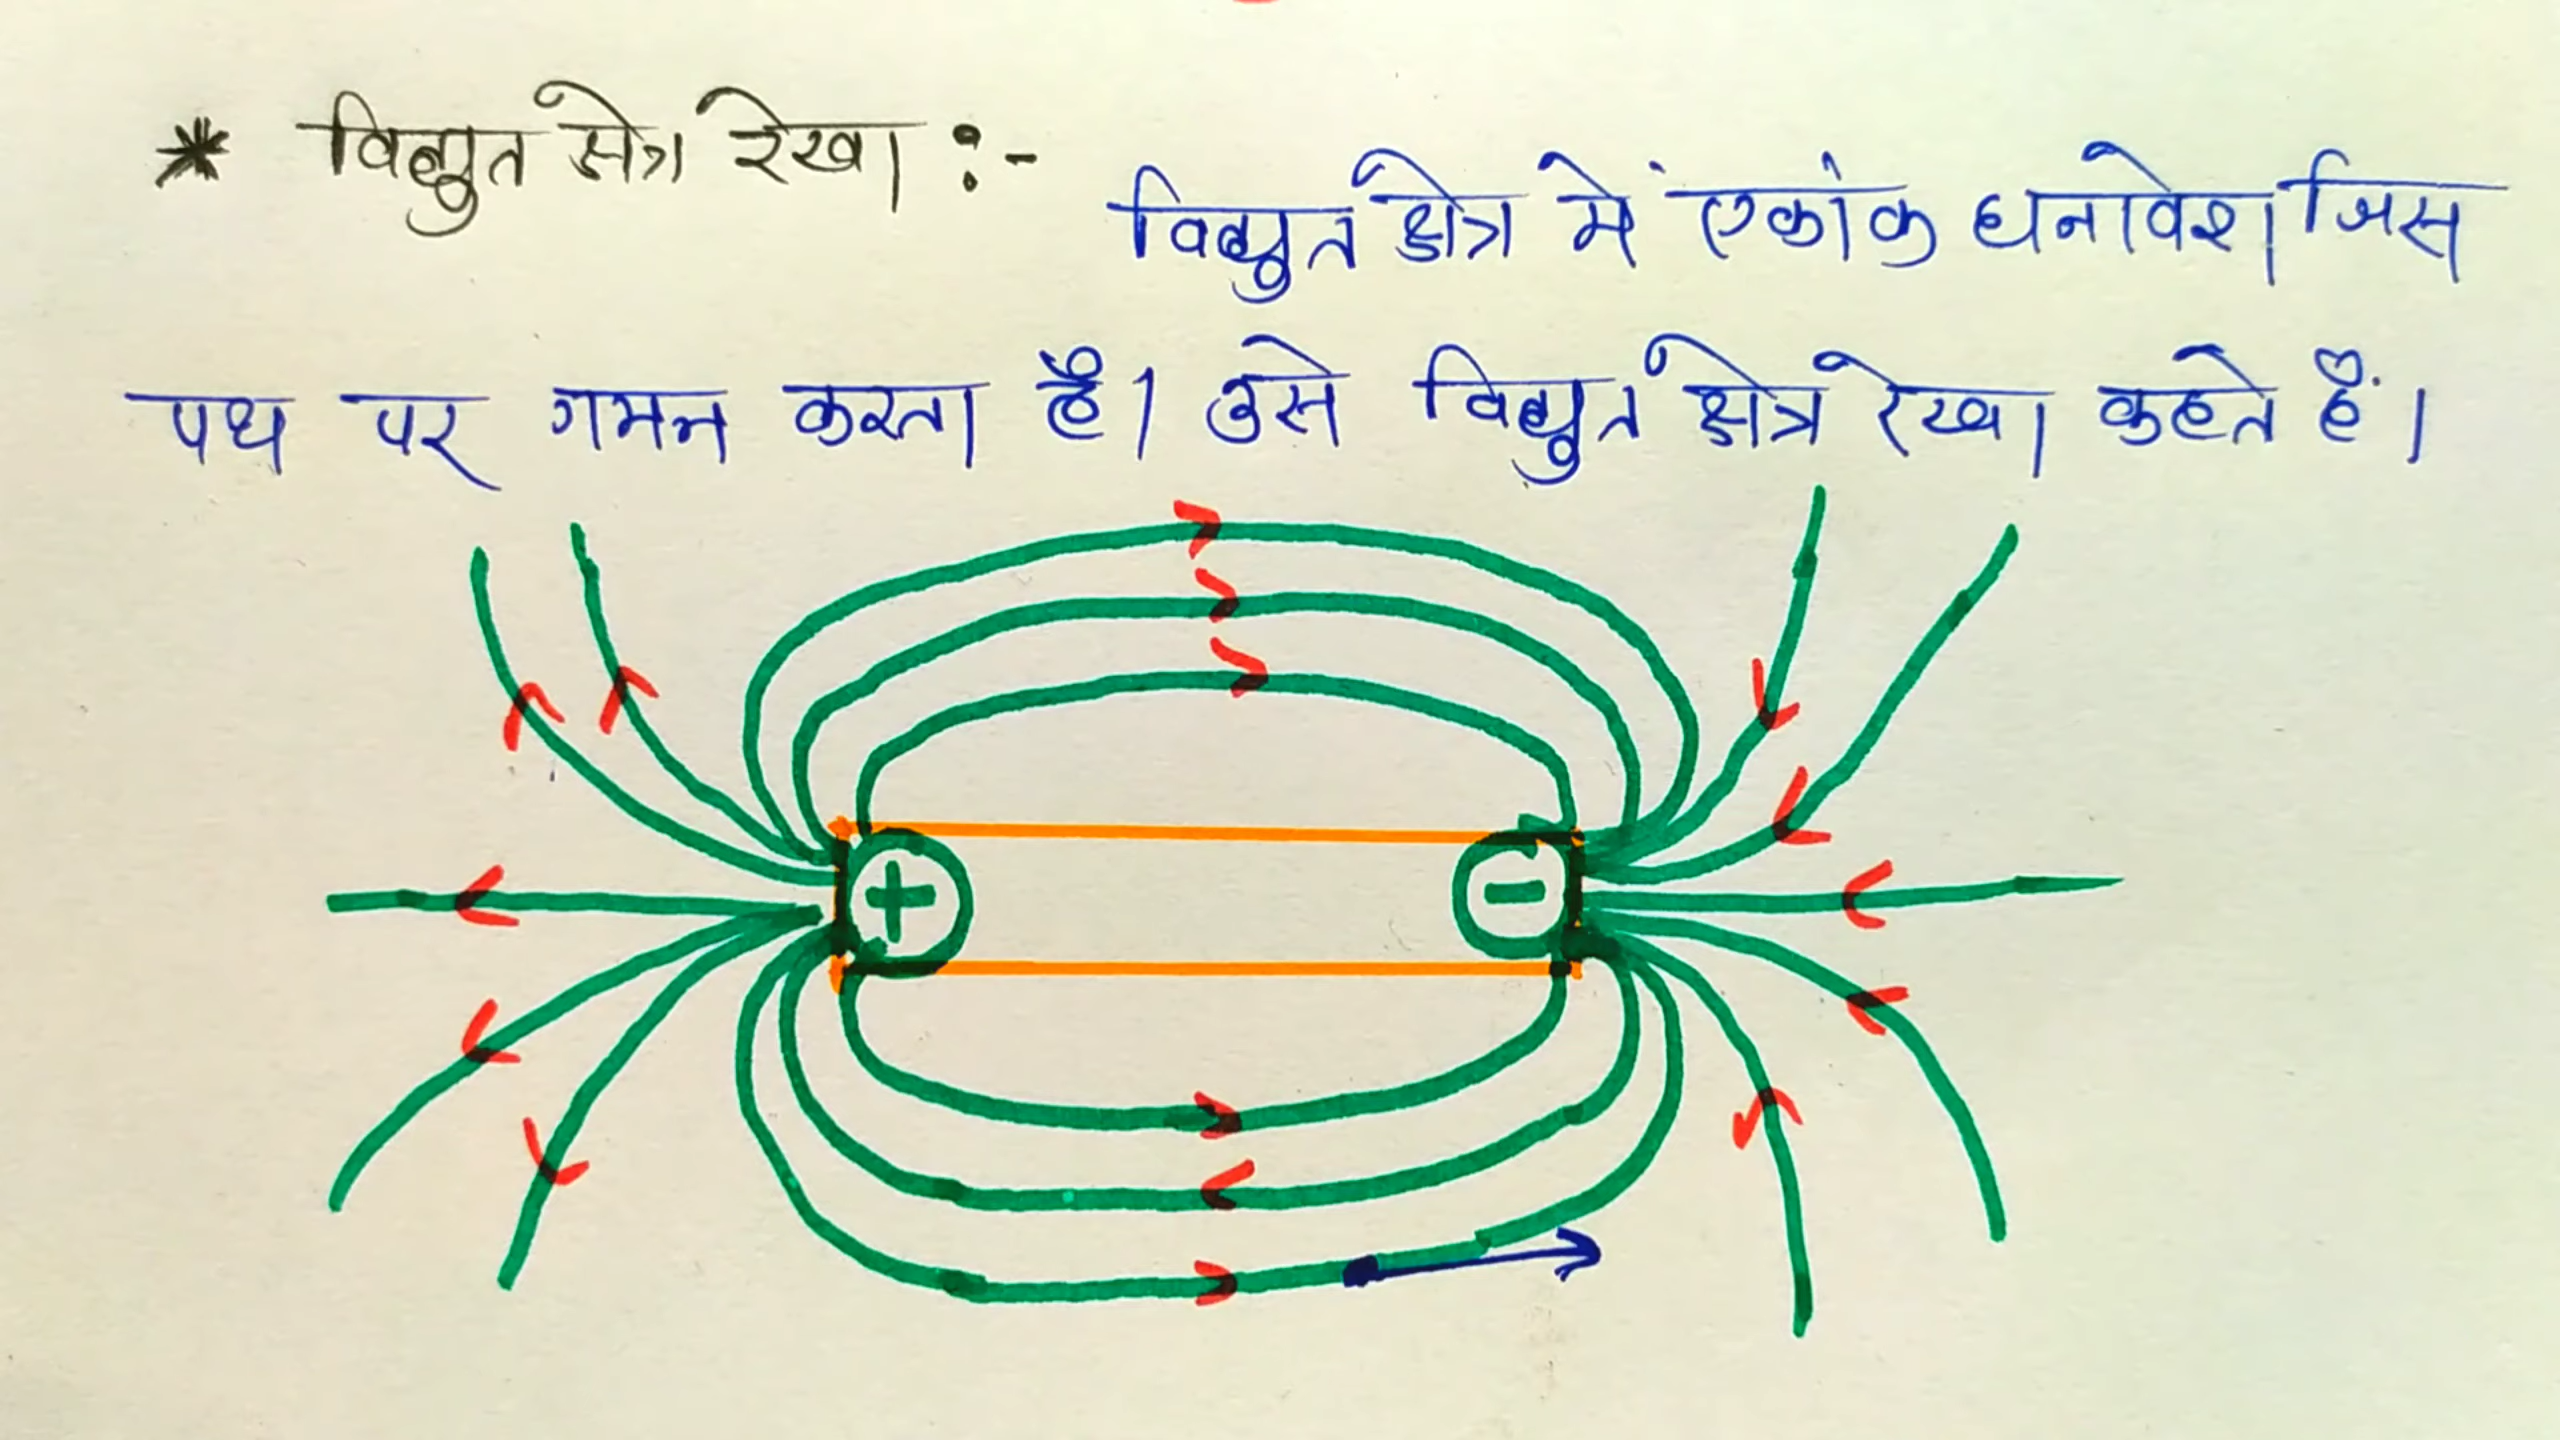 * विद्युत क्षेत्र रेखा :-
विद्युत क्षेत्र में एकांक धनावेश जिस
पथ पर गमन करता है। उसे विद्युत क्षेत्र रेखा कहते हैं।
+ -